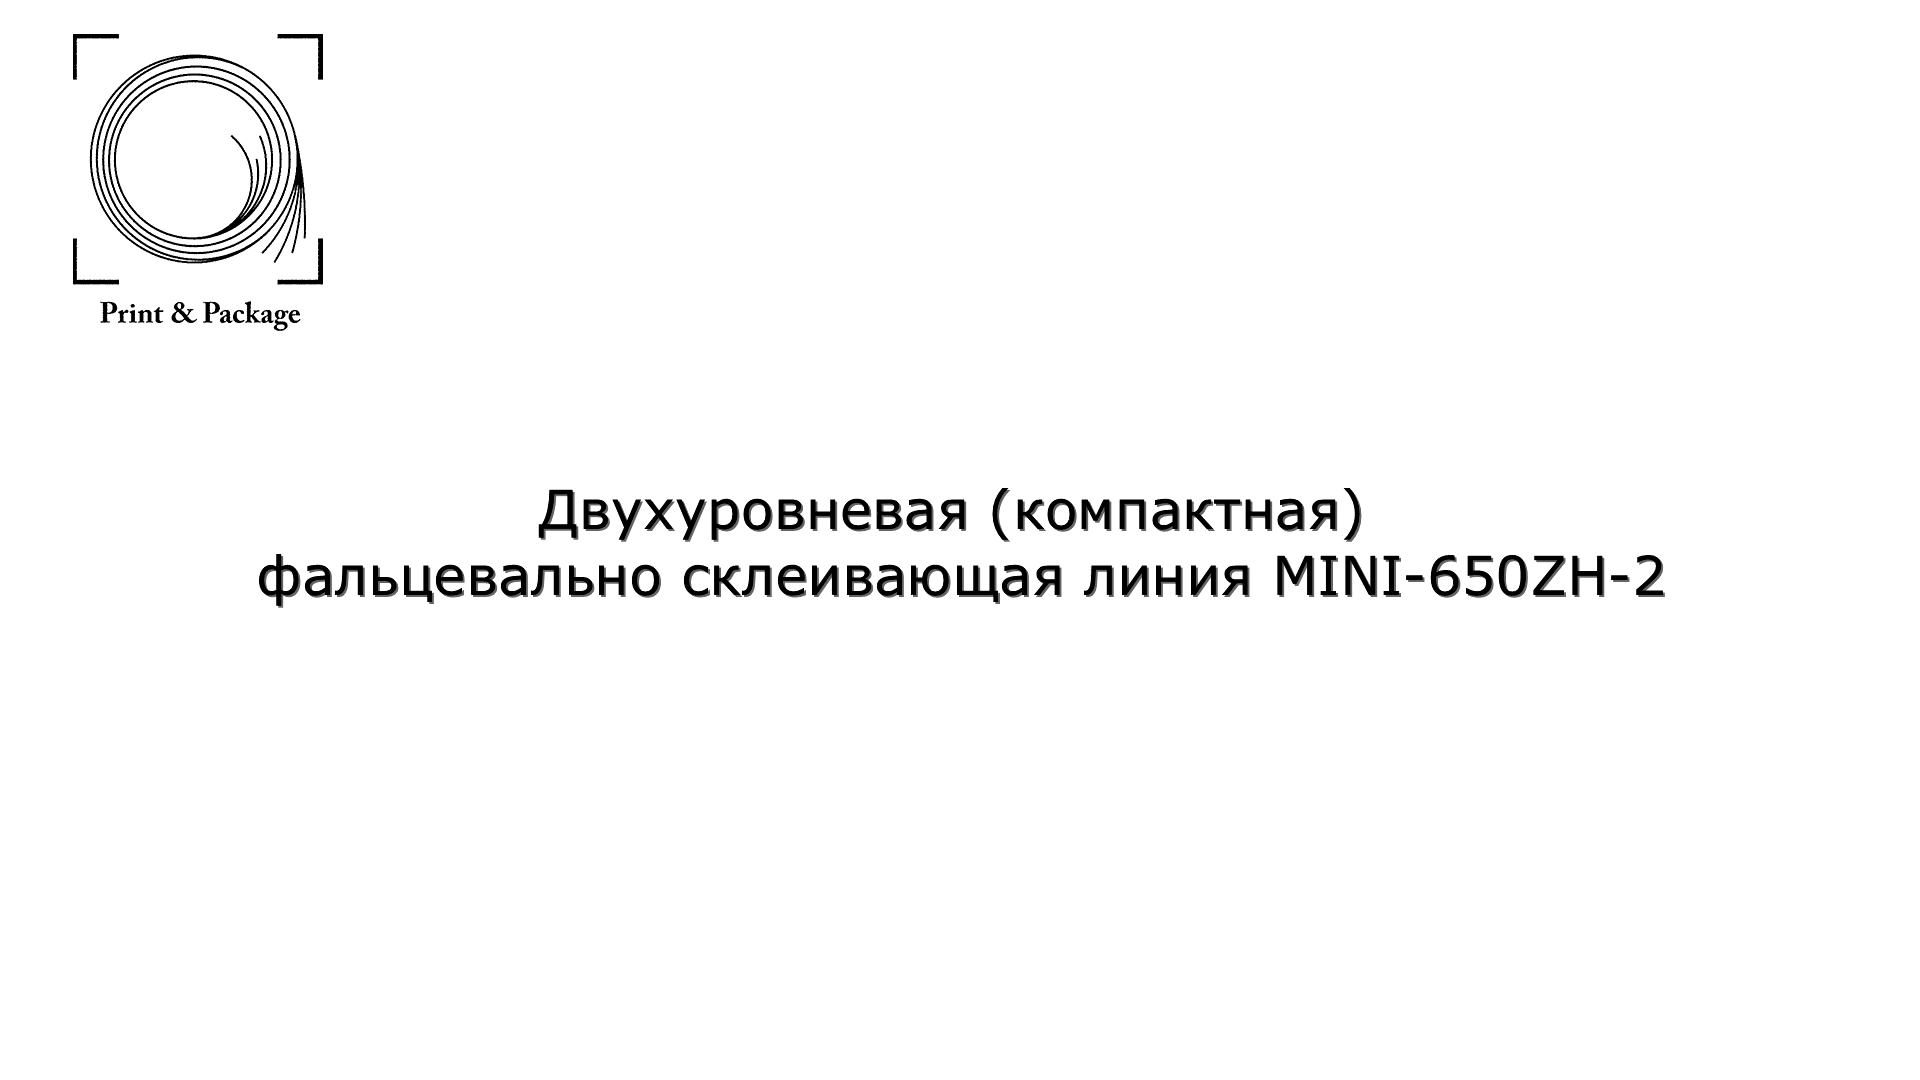 Print & Package
Двухуровневая (компактная)
фальцевально склеивающая линия MINI-650ZH-2